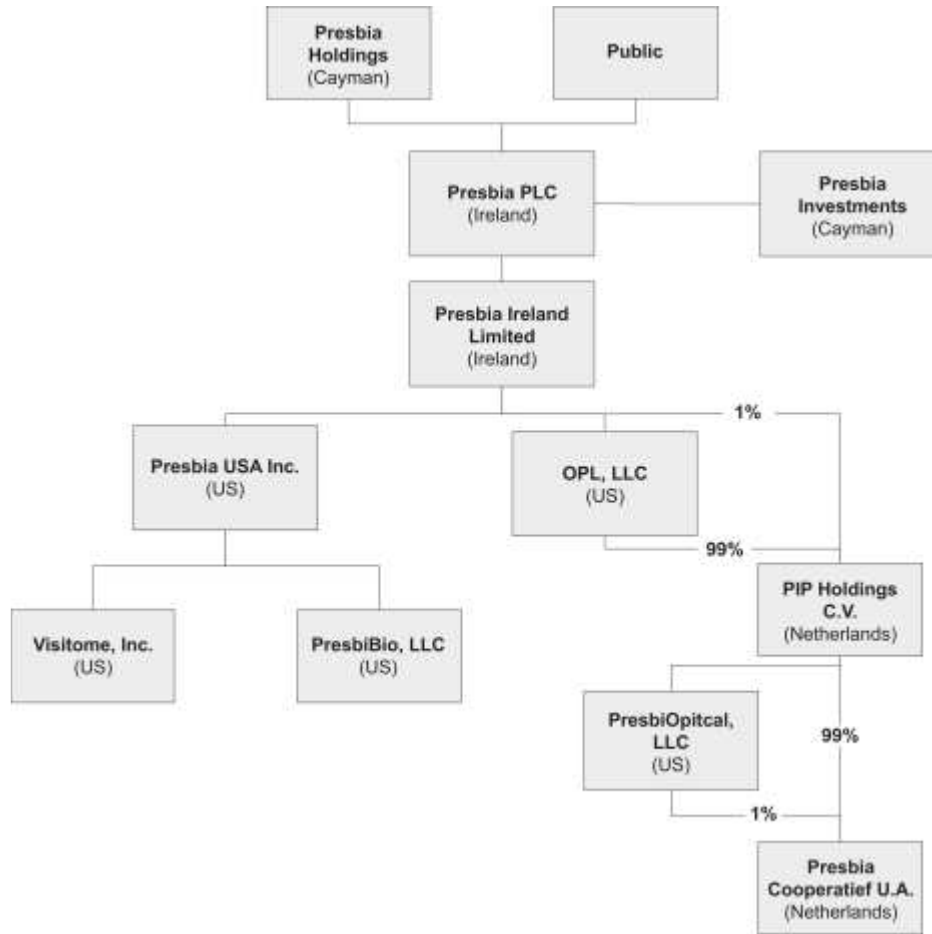 Presbia
Holdings
(Cayman)
Public
Presbia PLC
(Ireland)
Presbia
Investments
(Cayman)
Presbia Ireland
Limited
(Ireland)
1%
Presbia USA Inc.
(US)
OPL, LLC
(US)
99%
PIP Holdings
C.V.
(Netherlands)
Visitome, Inc.
(US)
PresbiBio, LLC
(US)
PresbiOpitcal,
LLC
(US)
99%
1%
Presbia
Cooperatief U.A.
(Netherlands)